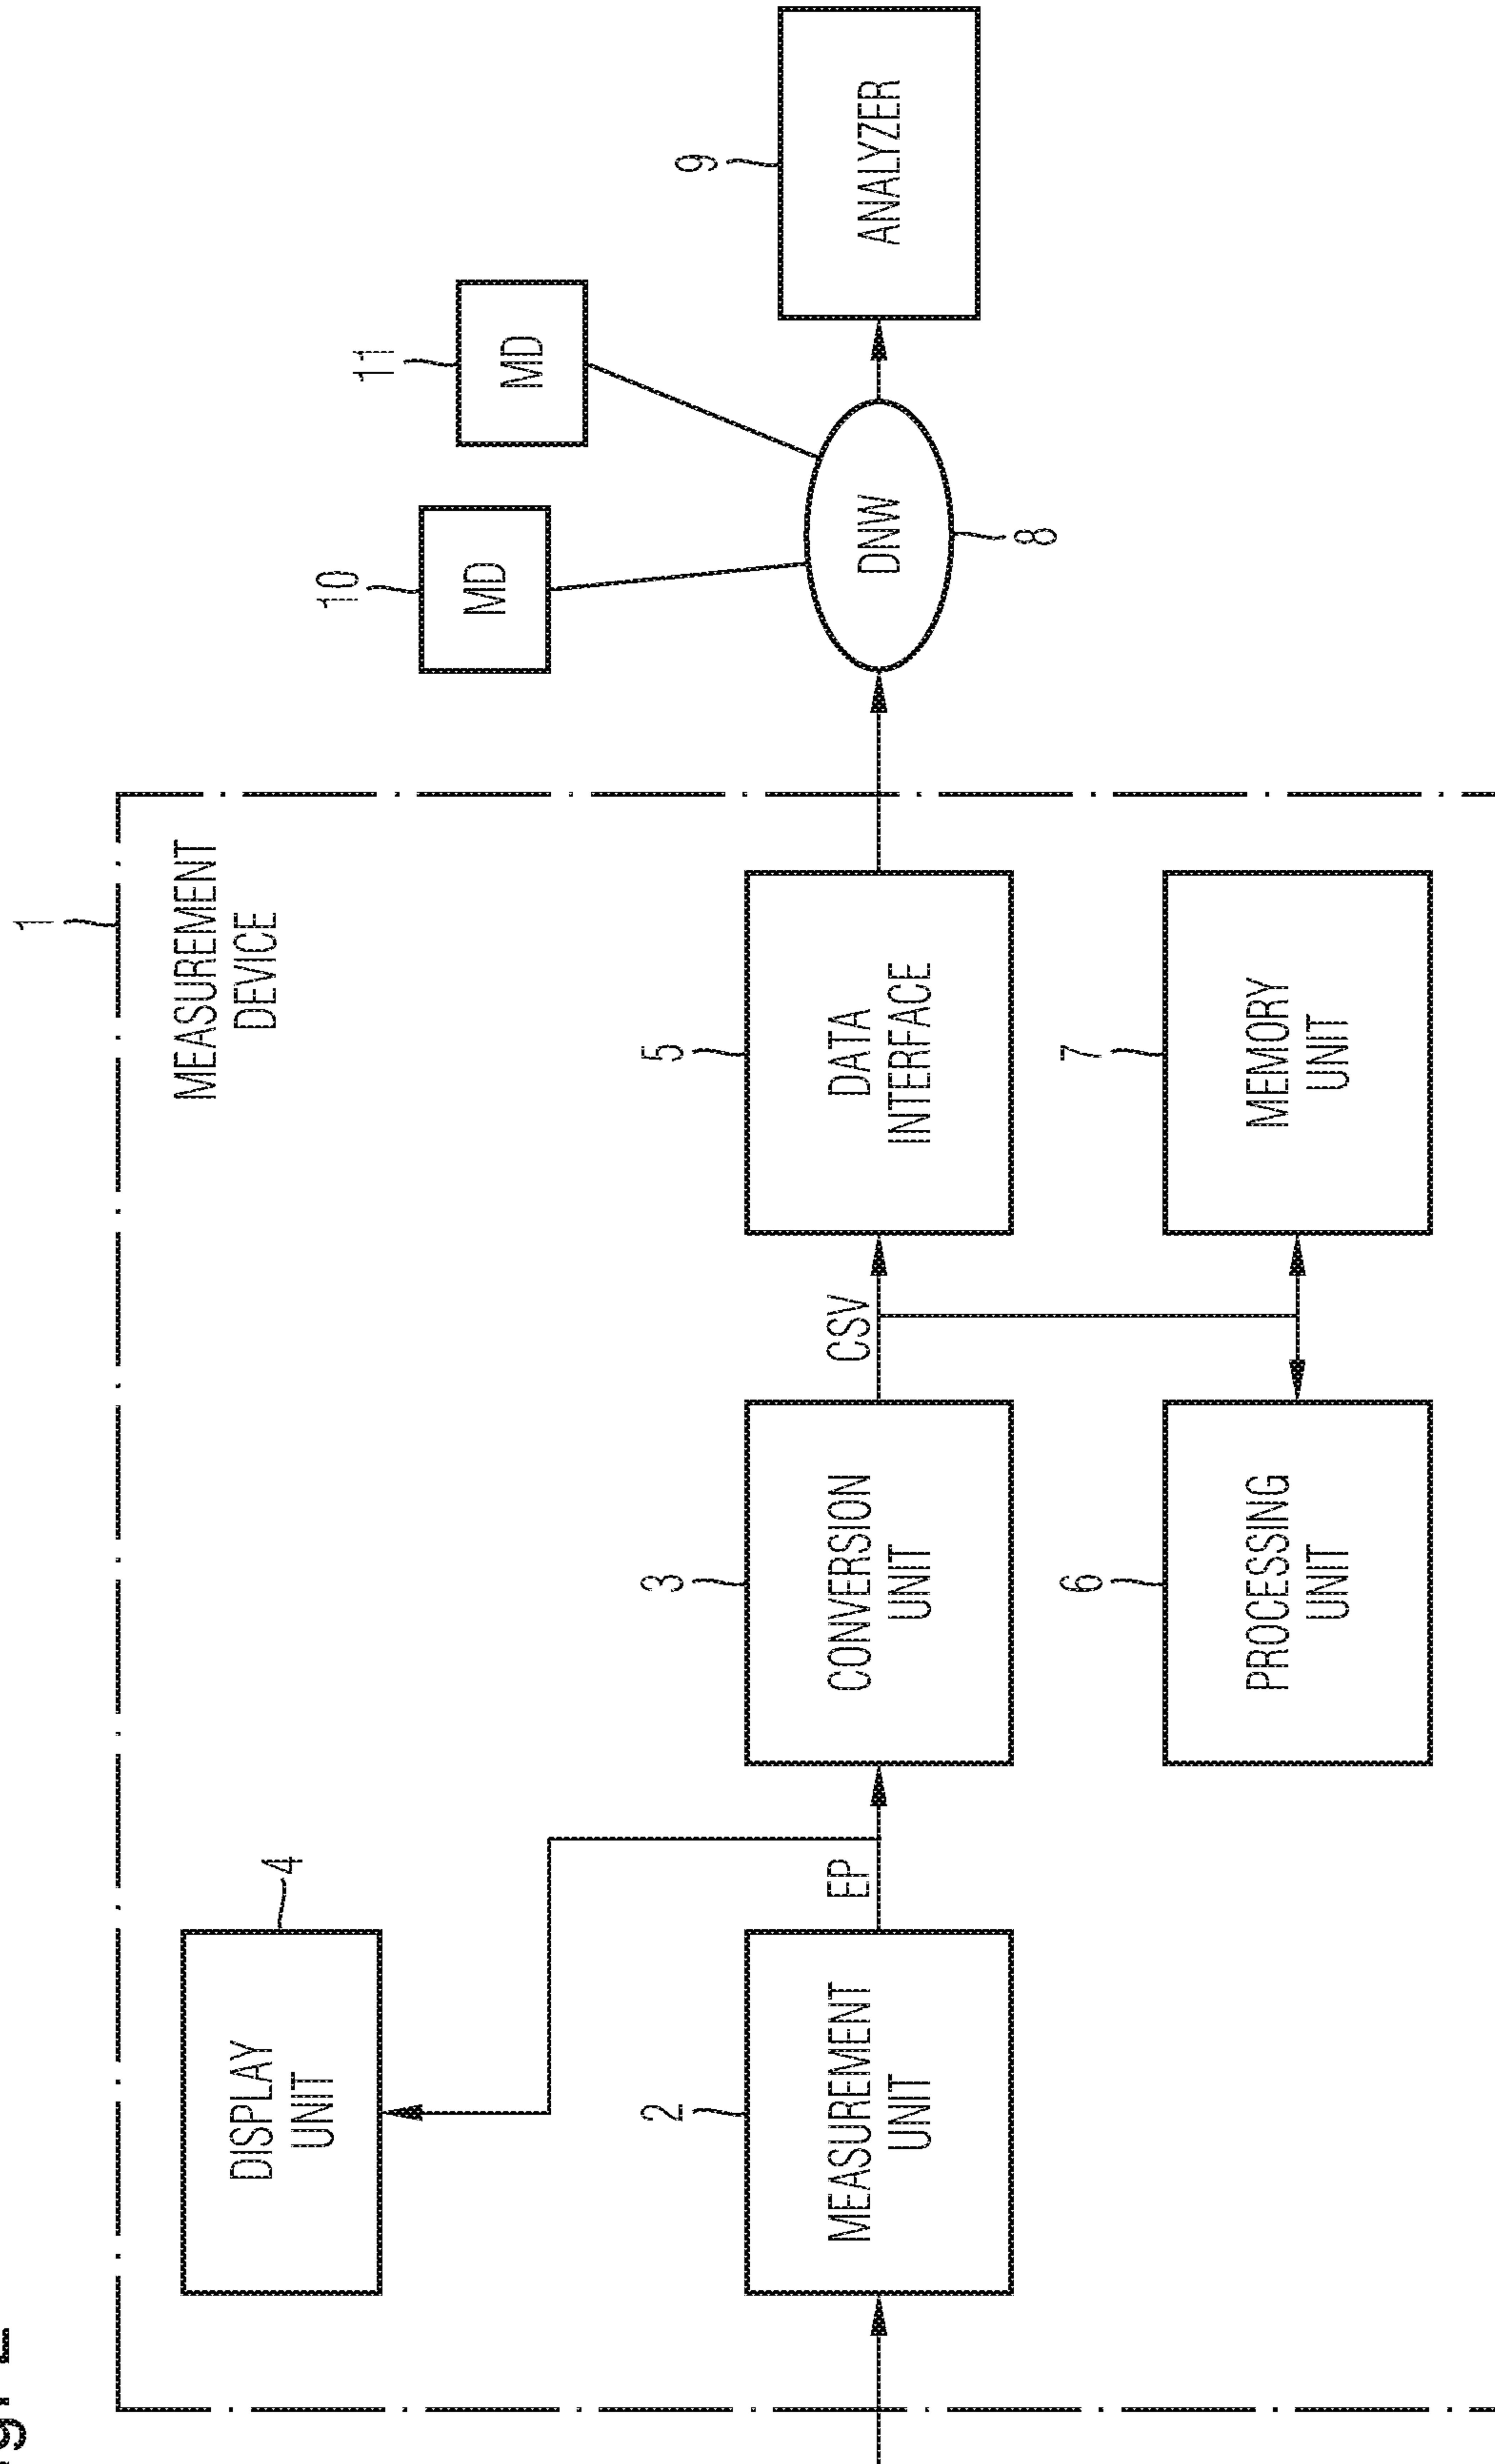 1
MEASUREMENT
DEVICE
4
DISPLAY
UNIT
10
MD
11
MD
2
MEASUREMENT
UNIT
EP
3
CONVERSION
UNIT
CSV
5
DATA
INTERFACE
DNW
8
9
ANALYZER
6
PROCESSING
UNIT
7
MEMORY
UNIT